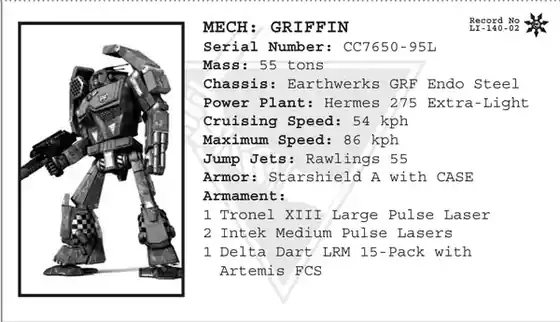 MECH: GRIFFIN
Record No
LI-140-02
Serial Number: CC7650-95L
Mass: 55 tons
Chassis: Earthwerks GRF Endo Steel
Power Plant: Hermes 275 Extra-Light
Cruising Speed: 54 kph
Maximum Speed: 86 kph
Jump Jets: Rawlings 55
Armor: Starshield A with CASE
Armament:
1 Tronel XIII Large Pulse Laser
2 Intek Medium Pulse Lasers
1 Delta Dart LRM 15-Pack with
Artemis FCS